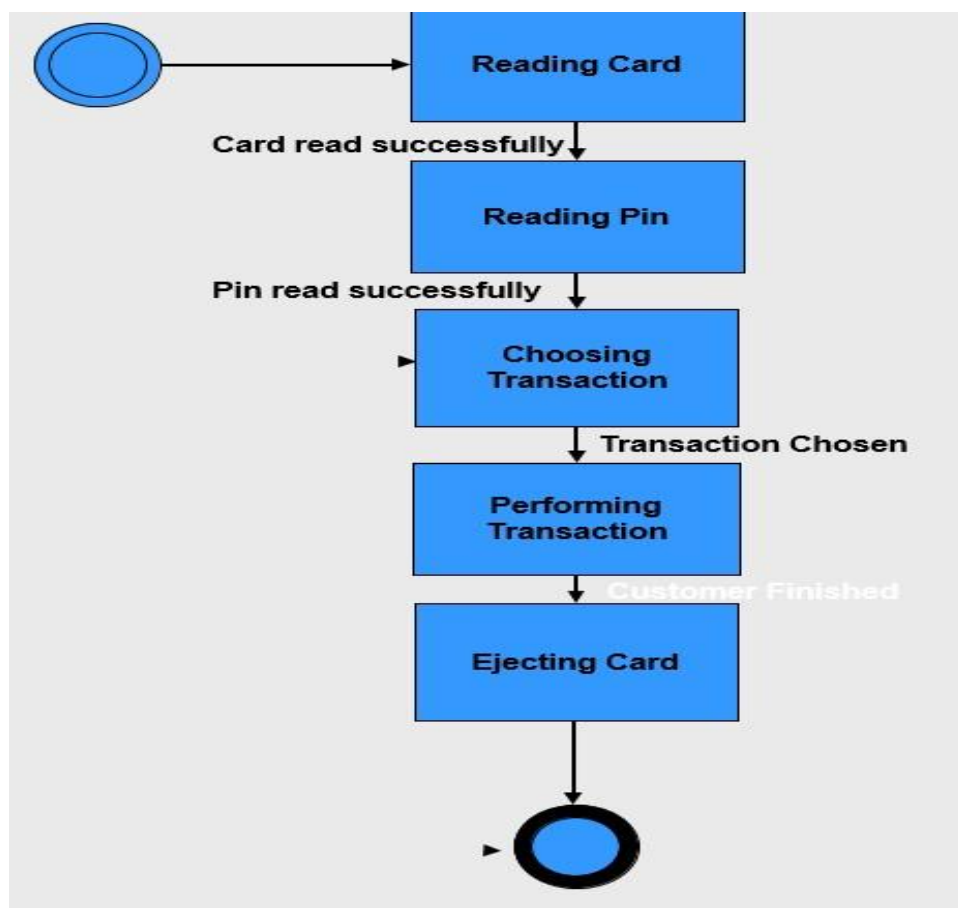 Reading Card
Card read successfully
Reading Pin
Pin read successfully
Choosing
Transaction
Transaction Chosen
Performing
Transaction
Customer Finished
Ejecting Card